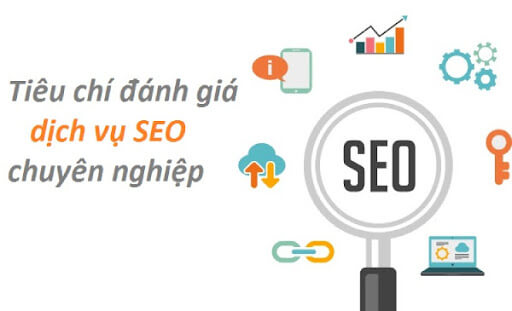 Tiêu chí đánh giá
dịch vụ SEO
chuyên nghiệp
SEO
i